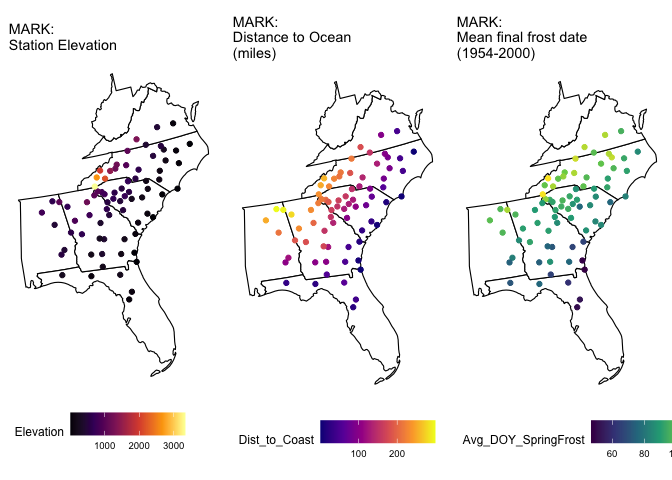 MARK:
Station Elevation
MARK:
Distance to Ocean
(miles)
MARK:
Mean final frost date
(1954-2000)
Elevation
1000 2000 3000
Dist_to_Coast
100 200
Avg_DOY_SpringFrost
60 80